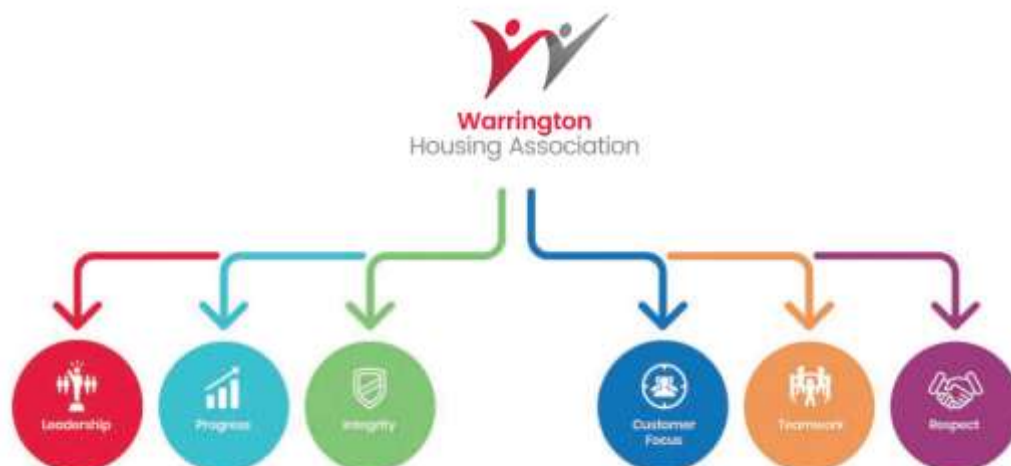 Warrington
Housing Association
Leadership
Progress
Integrity
Customer
Focus
Teamwork
Respect